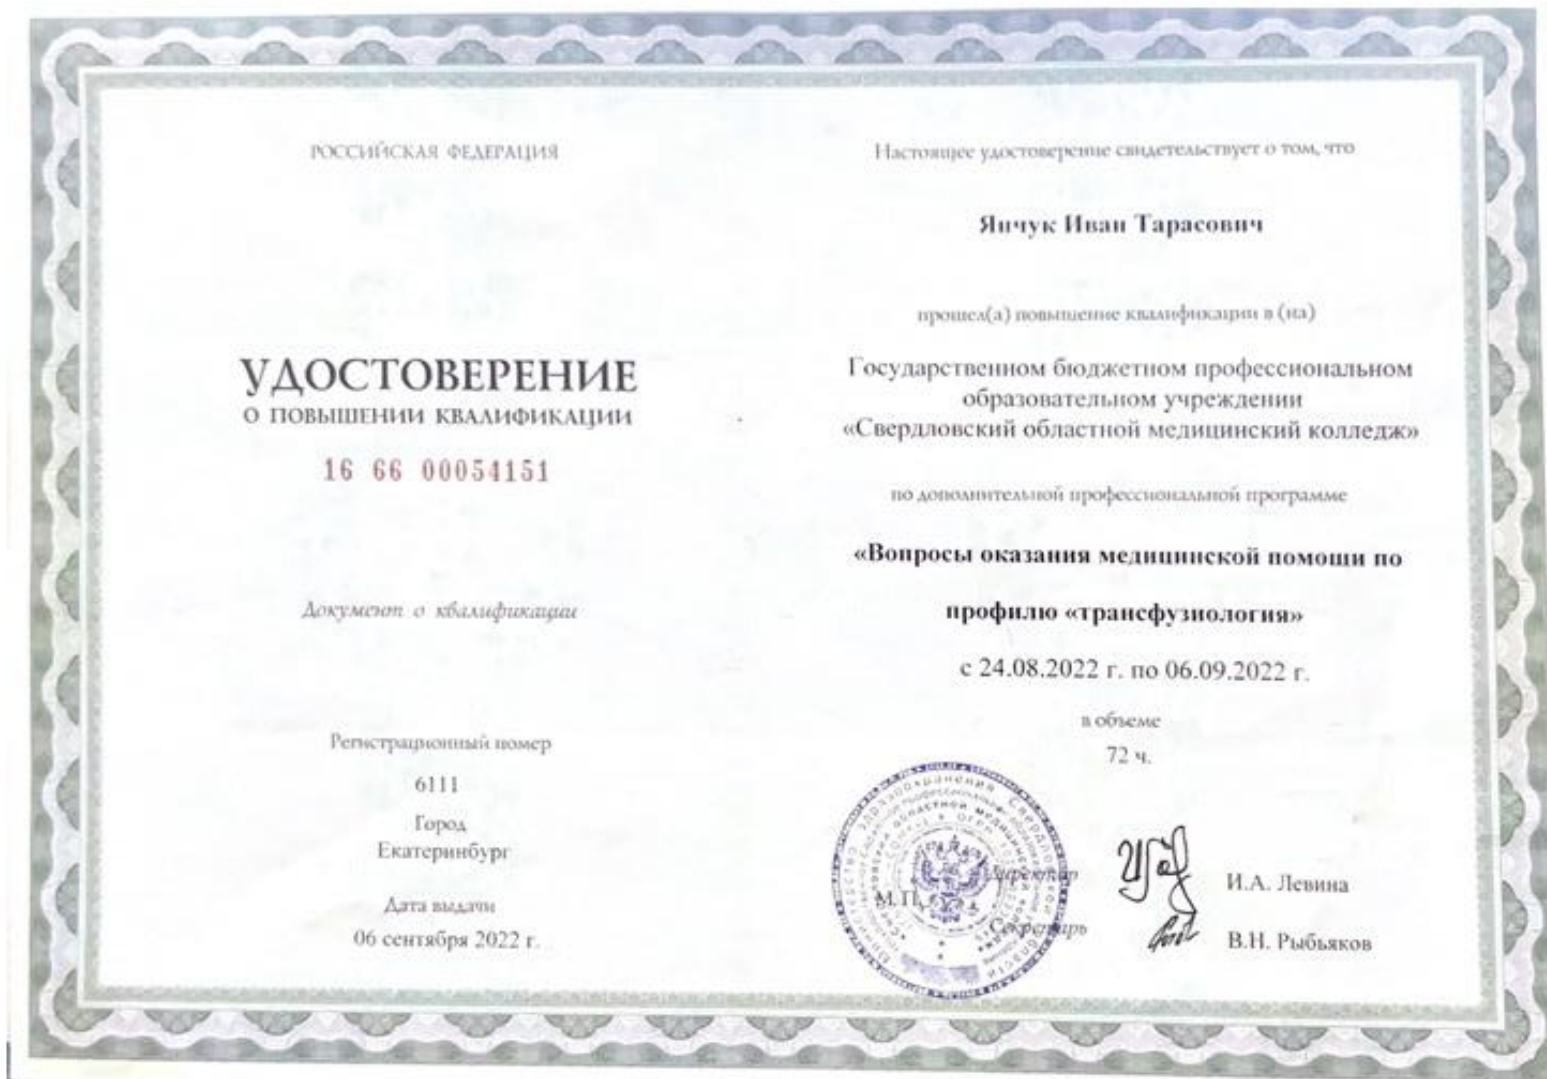 РОССИЙСКАЯ ФЕДЕРАЦИЯ
УДОСТОВЕРЕНИЕ
О ПОВЫШЕНИИ КВАЛИФИКАЦИИ
16 66 00054151
Документ о квалификации
Регистрационный номер
6111
Город
Екатеринбург
Дата выдачи
06 сентября 2022 г.
Настоящее удостоверение свидетельствует о том, что
Янчук Иван Тарасович
прошел(а) повышение квалификации в (на)
Государственном бюджетном профессиональном
образовательном учреждении
«Свердловский областной медицинский колледж»
по дополнительной профессиональной программе
«Вопросы оказания медицинской помощи по
профилю «трансфузиология»
с 24.08.2022 г. по 06.09.2022 г.
в объеме
72 ч.
Директор
И.А. Левина
М.П.
Секретарь
В.Н. Рыбьяков